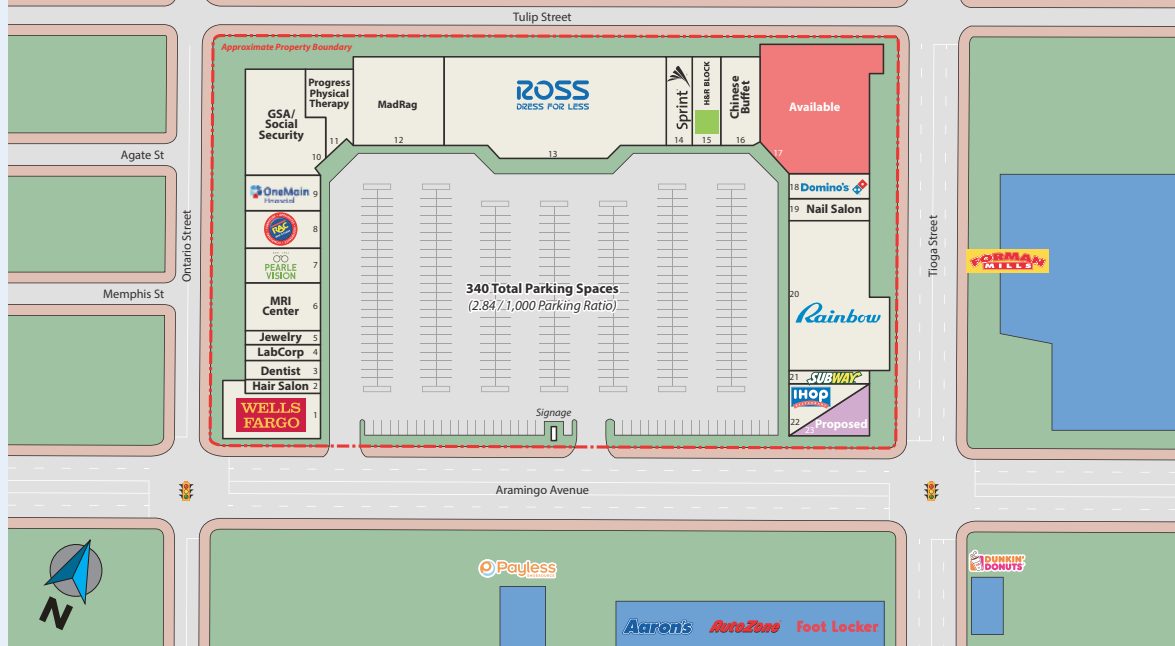 Tulip Street
Approximate Property Boundary
Progress
Physical
Therapy
11
GSA/
Social
Security
10
MadRag
12
ROSS
DRESS FOR LESS
13
Sprint
14
H&R BLOCK
15
Chinese
Buffet
16
Available
17
Agate St
OneMain
Financial
9
RAC
8
PEARLE
VISION
7
MRI
Center
6
Jewelry 5
LabCorp 4
Dentist 3
Hair Salon 2
WELLS
FARGO
1
18 Domino's
19 Nail Salon
20
Rainbow
21 SUBWAY
IHOP
22
23 Proposed
Ontario Street
Tioga Street
FORMAN
MILLS
Memphis St
340 Total Parking Spaces
(2.84 / 1,000 Parking Ratio)
Signage
Aramingo Avenue
N
Payless
DUNKIN'
DONUTS
Aaron's
AutoZone
Foot Locker